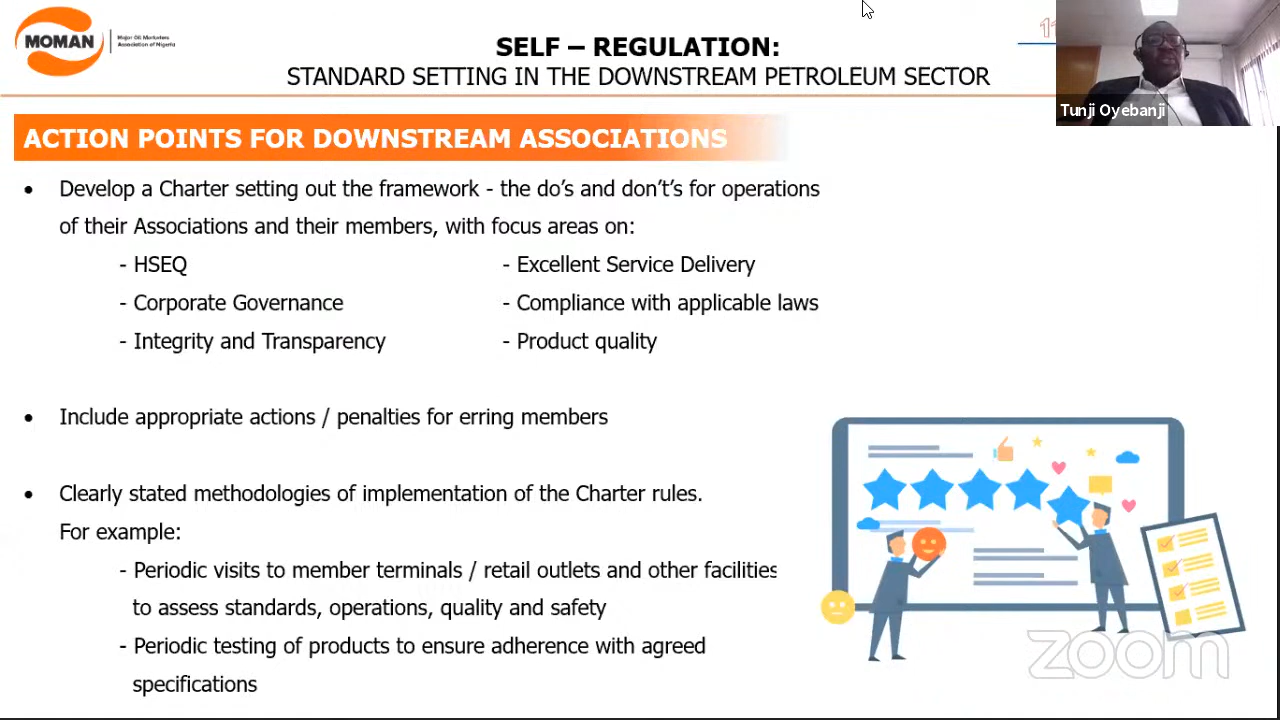 MOMAN
Major Oil Marketers
Association of Nigeria
SELF – REGULATION:
STANDARD SETTING IN THE DOWNSTREAM PETROLEUM SECTOR
11
Tunji Oyebanji
ACTION POINTS FOR DOWNSTREAM ASSOCIATIONS
• Develop a Charter setting out the framework - the do's and don't's for operations
of their Associations and their members, with focus areas on:
- HSEQ
- Excellent Service Delivery
- Corporate Governance
- Compliance with applicable laws
- Integrity and Transparency
- Product quality
• Include appropriate actions / penalties for erring members
• Clearly stated methodologies of implementation of the Charter rules.
For example:
- Periodic visits to member terminals / retail outlets and other facilities
to assess standards, operations, quality and safety
- Periodic testing of products to ensure adherence with agreed
specifications
zoom